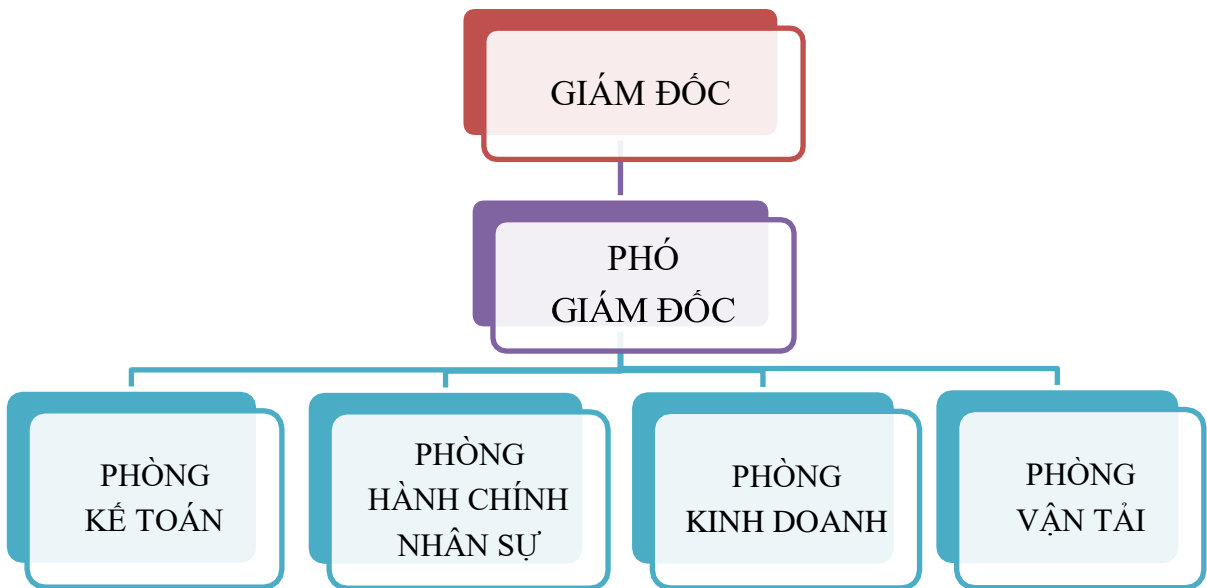 GIÁM ĐỐC
PHÓ
GIÁM ĐỐC
PHÒNG
KẾ TOÁN
PHÒNG
HÀNH CHÍNH
NHÂN SỰ
PHÒNG
KINH DOANH
PHÒNG
VẬN TẢI